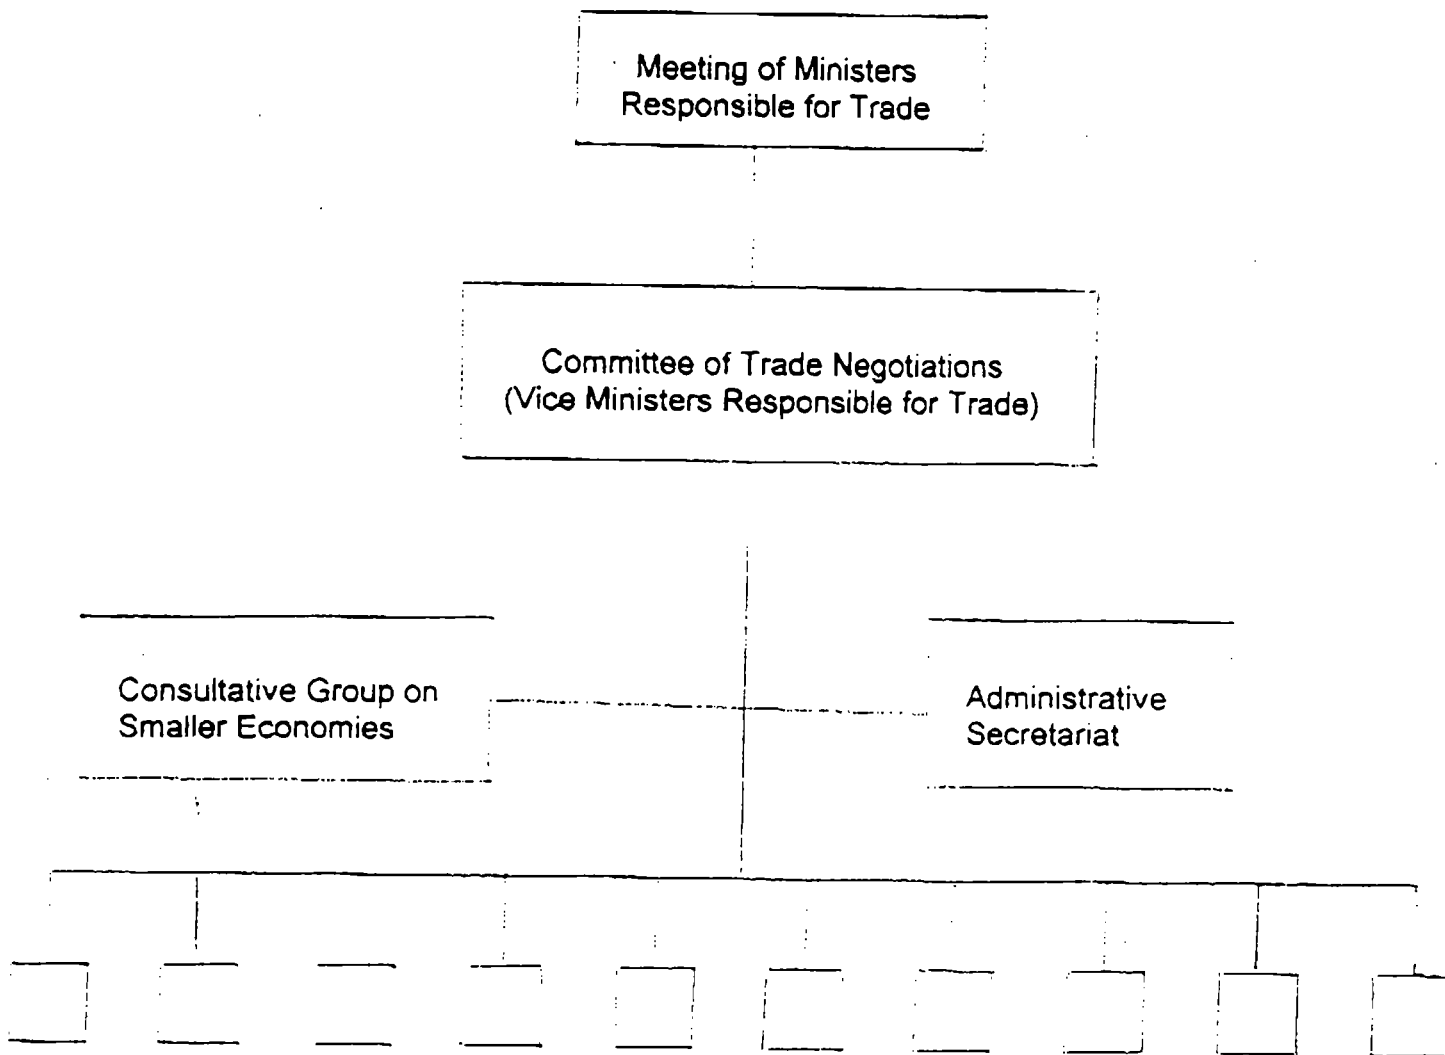 Meeting of Ministers
Responsible for Trade
Committee of Trade Negotiations
(Vice Ministers Responsible for Trade)
Consultative Group on
Smaller Economies
Administrative
Secretariat